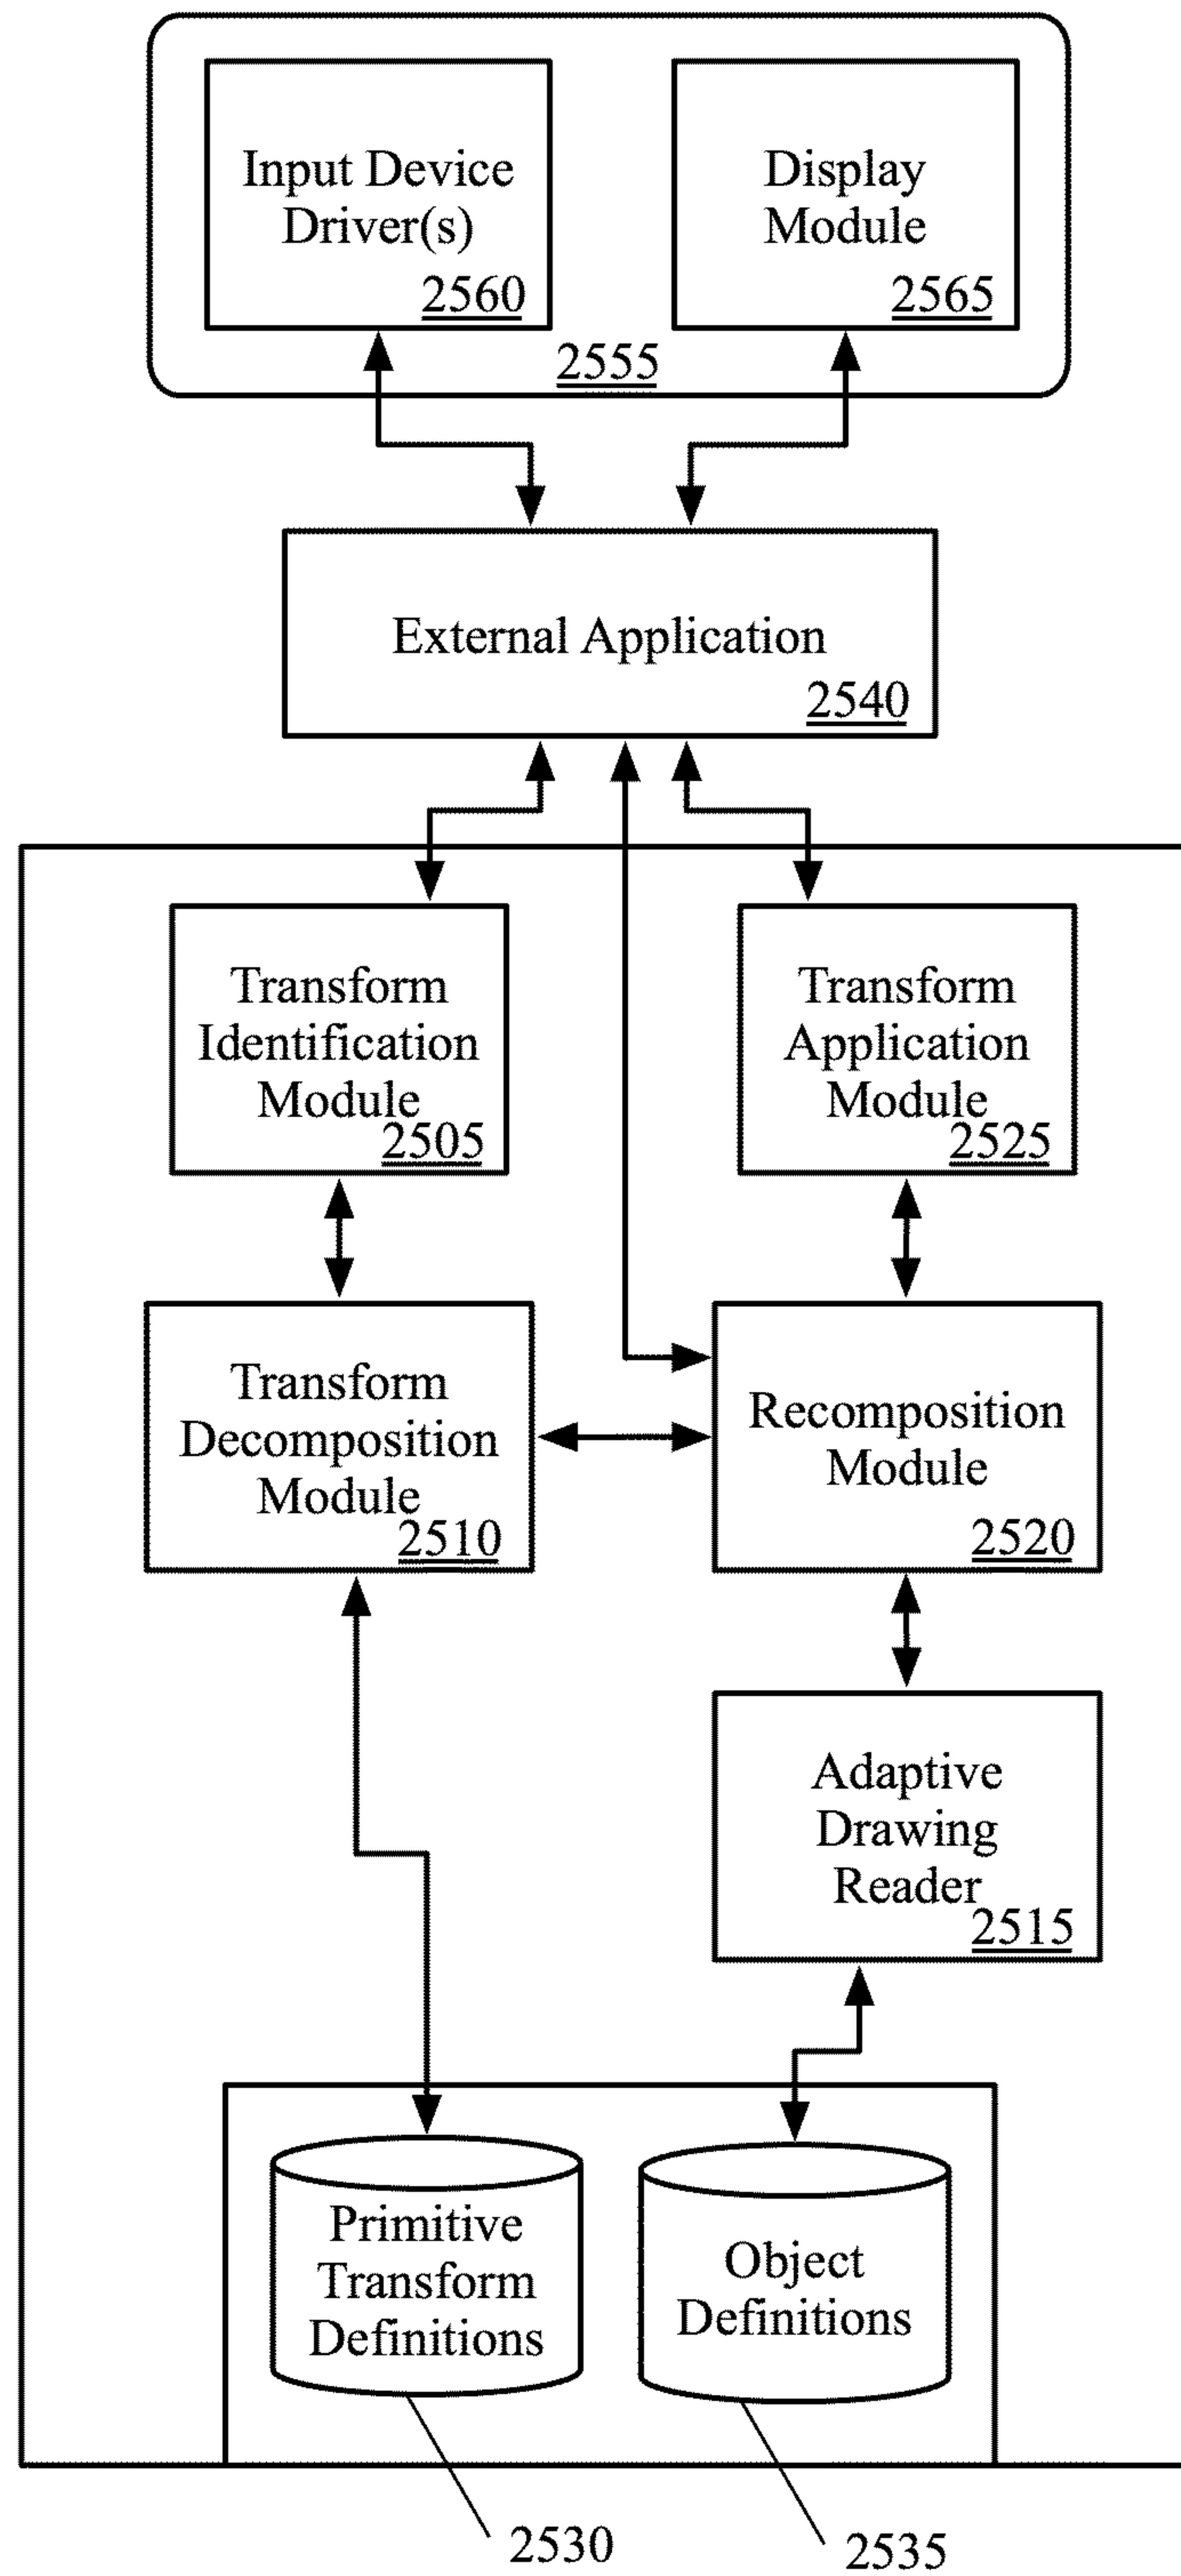 Input Device
Driver(s)
2560
Display
Module
2565
2555
External Application
2540
Transform
Identification
Module
2505
Transform
Application
Module
2525
Transform
Decomposition
Module
2510
Recomposition
Module
2520
Adaptive
Drawing
Reader
2515
Primitive
Transform
Definitions
Object
Definitions
2530
2535